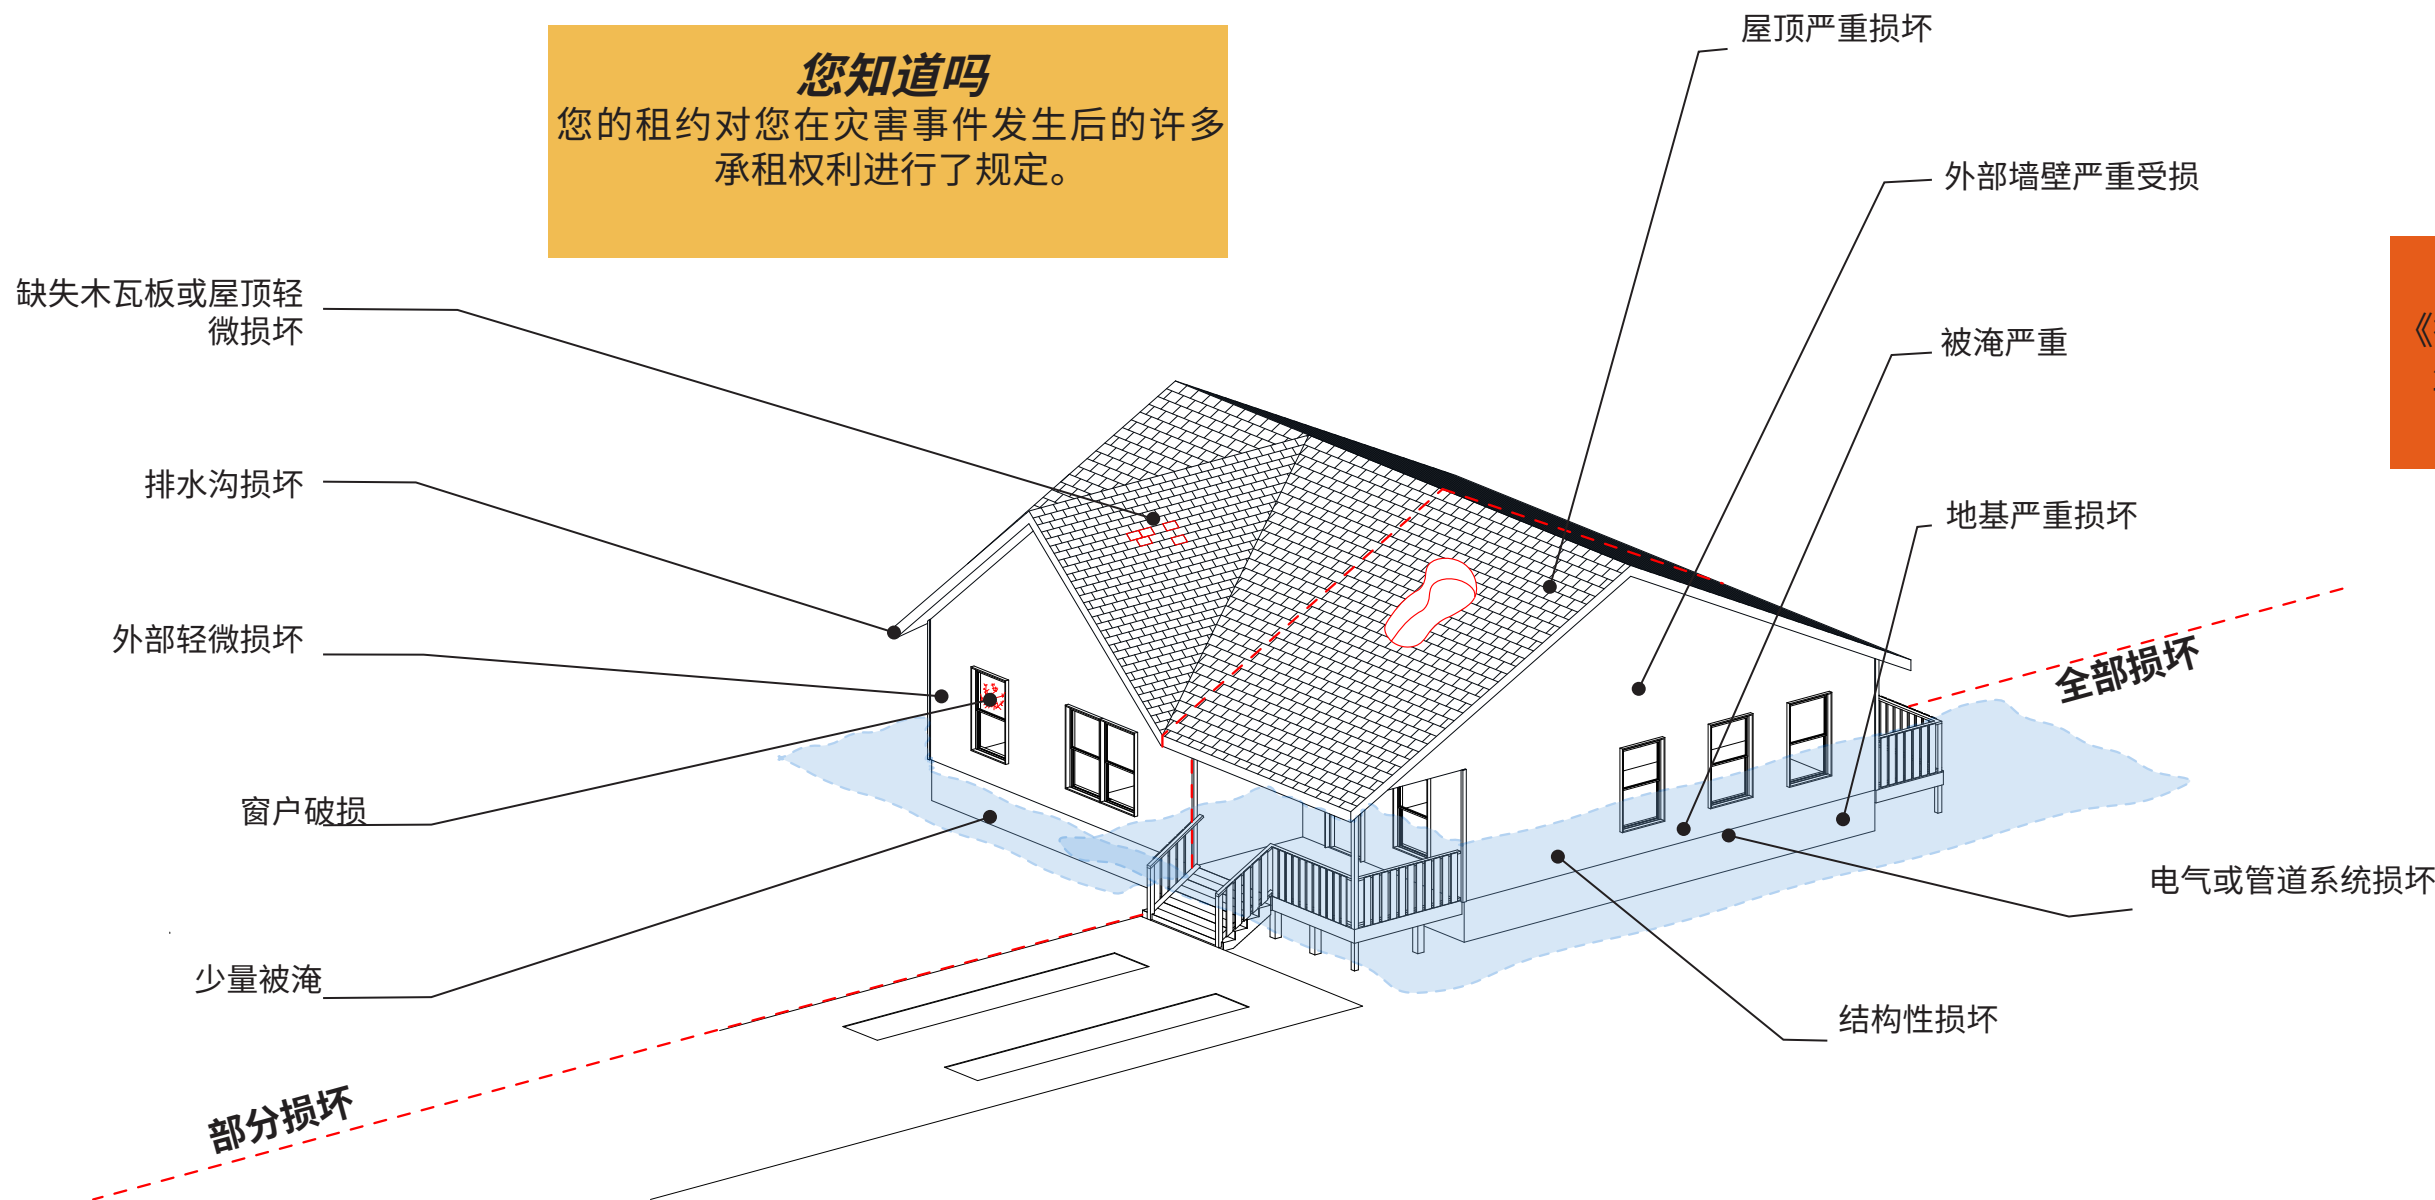 您知道吗
您的租约对您在灾害事件发生后的许多
承租权利进行了规定。
屋顶严重损坏
外部墙壁严重受损
被淹严重
地基严重损坏
全部损坏
电气或管道系统损坏
结构性损坏
缺失木瓦板或屋顶轻
微损坏
排水沟损坏
外部轻微损坏
窗户破损
少量被淹
部分损坏